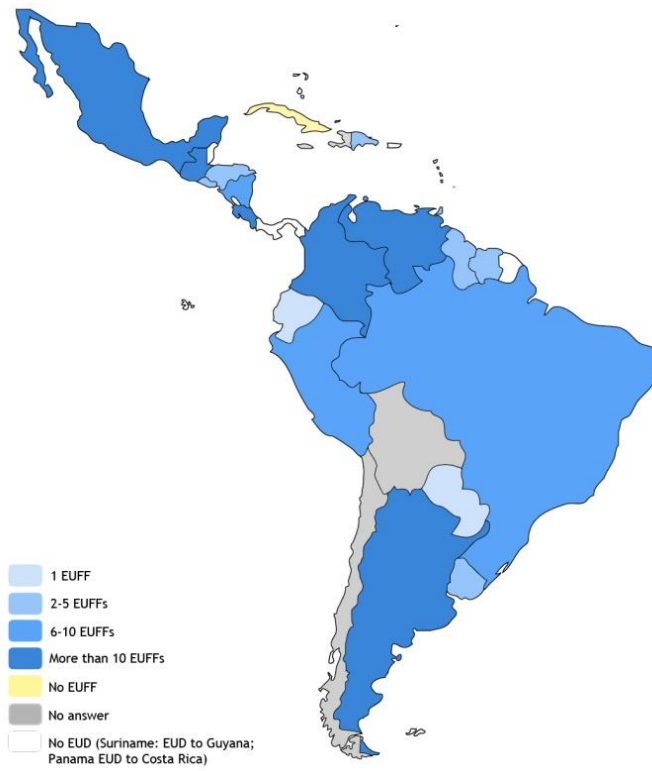 1 EUFF
2-5 EUFFs
6-10 EUFFs
More than 10 EUFFs
No EUFF
No answer
No EUD (Suriname: EUD to Guyana;
Panama EUD to Costa Rica)